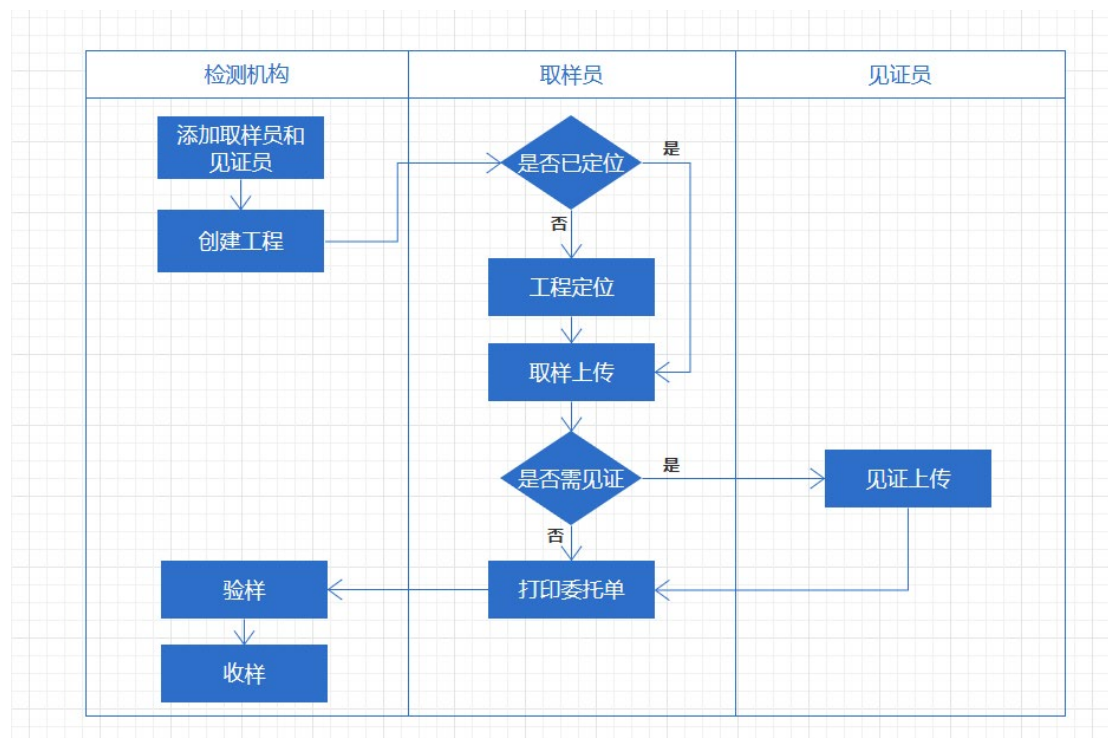 检测机构
取样员
见证员
添加取样员和
见证员
是否已定位
是
创建工程
否
工程定位
取样上传
是否需见证
是
见证上传
否
验样
打印委托单
收样